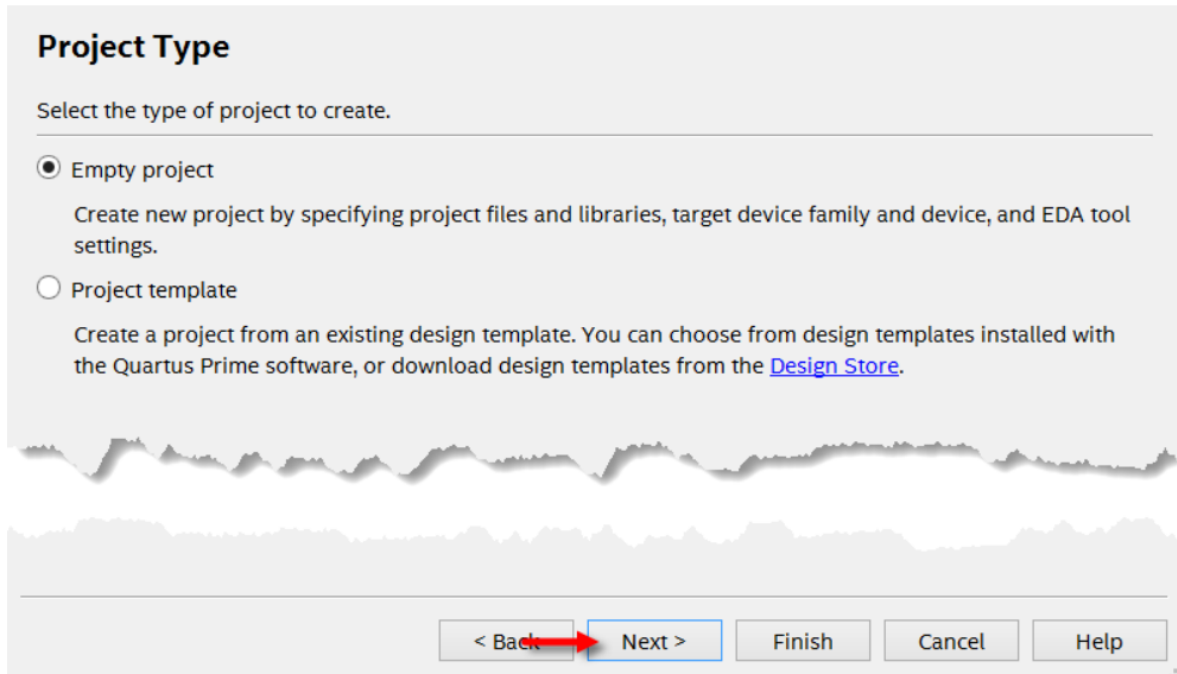 Project Type
Select the type of project to create.
Empty project
Create new project by specifying project files and libraries, target device family and device, and EDA tool
settings.
Project template
Create a project from an existing design template. You can choose from design templates installed with
the Quartus Prime software, or download design templates from the Design Store.
< Back Next > Finish Cancel Help